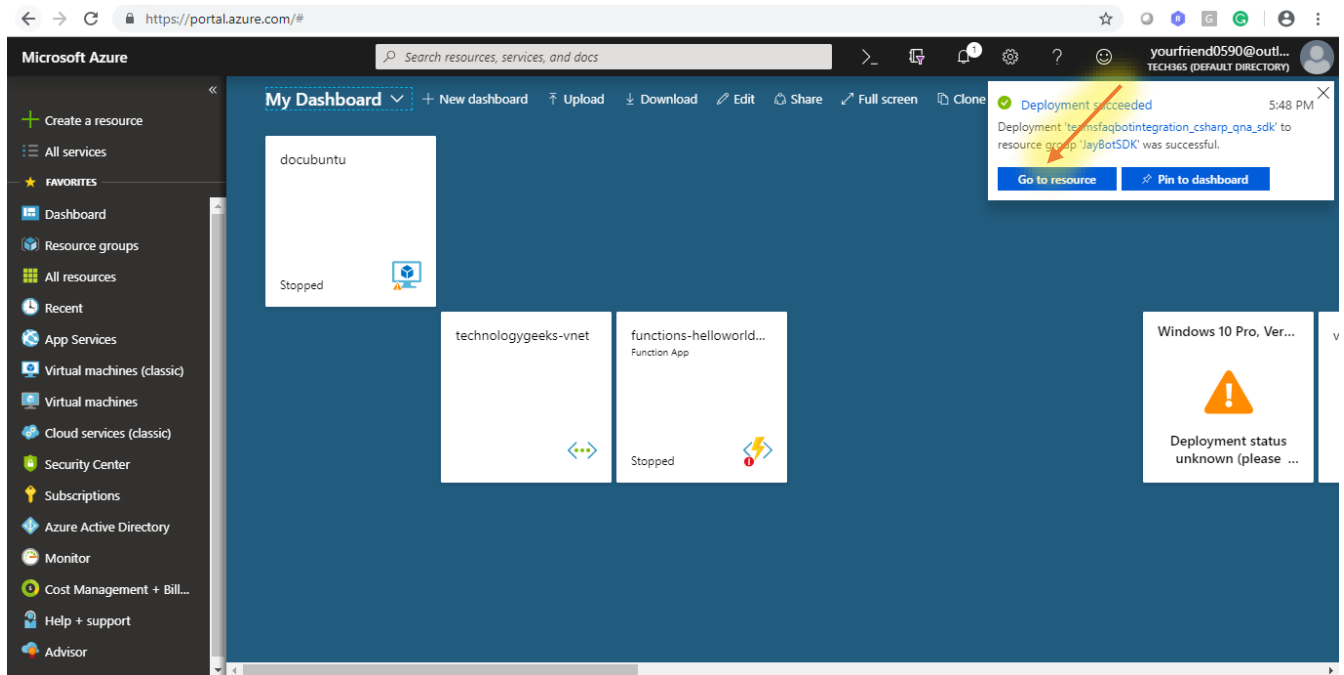 https://portal.azure.com/#
Microsoft Azure
Search resources, services, and docs
1
yourfriend0590@outl...
TECH365 (DEFAULT DIRECTORY)
Create a resource
All services
FAVORITES
Dashboard
Resource groups
All resources
Recent
App Services
Virtual machines (classic)
Virtual machines
Cloud services (classic)
Security Center
Subscriptions
Azure Active Directory
Monitor
Cost Management + Bill...
Help + support
Advisor
My Dashboard
New dashboard
Upload
Download
Edit
Share
Full screen
Clone
Deployment succeeded
5:48 PM
Deployment 'teamsfaqbotintegration_csharp_qna_sdk' to
resource group 'JayBotSDK' was successful.
Go to resource
Pin to dashboard
docubuntu
Stopped
technologygeeks-vnet
functions-helloworld...
Function App
Stopped
Windows 10 Pro, Ver...
Deployment status
unknown (please ...
v